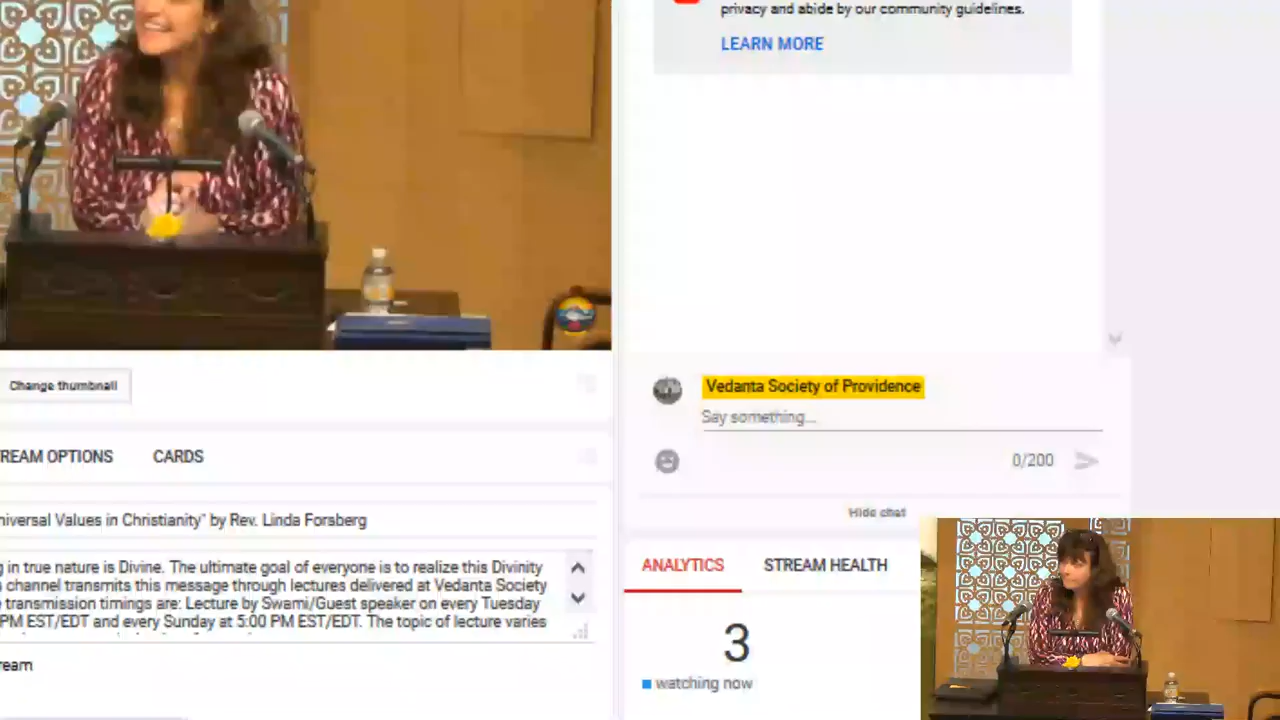 privacy and abide by our community guidelines.
LEARN MORE
Change thumbnail
Vedanta Society of Providence
Say something...
REAM OPTIONS CARDS
0/200
niversal Values in Christianity" by Rev. Linda Forsberg
Hide chat
g in true nature is Divine. The ultimate goal of everyone is to realize this Divinity
s channel transmits this message through lectures delivered at Vedanta Society
e transmission timings are: Lecture by Swami/Guest speaker on every Tuesday
PM EST/EDT and every Sunday at 5:00 PM EST/EDT. The topic of lecture varies
ream
ANALYTICS STREAM HEALTH
3
watching now